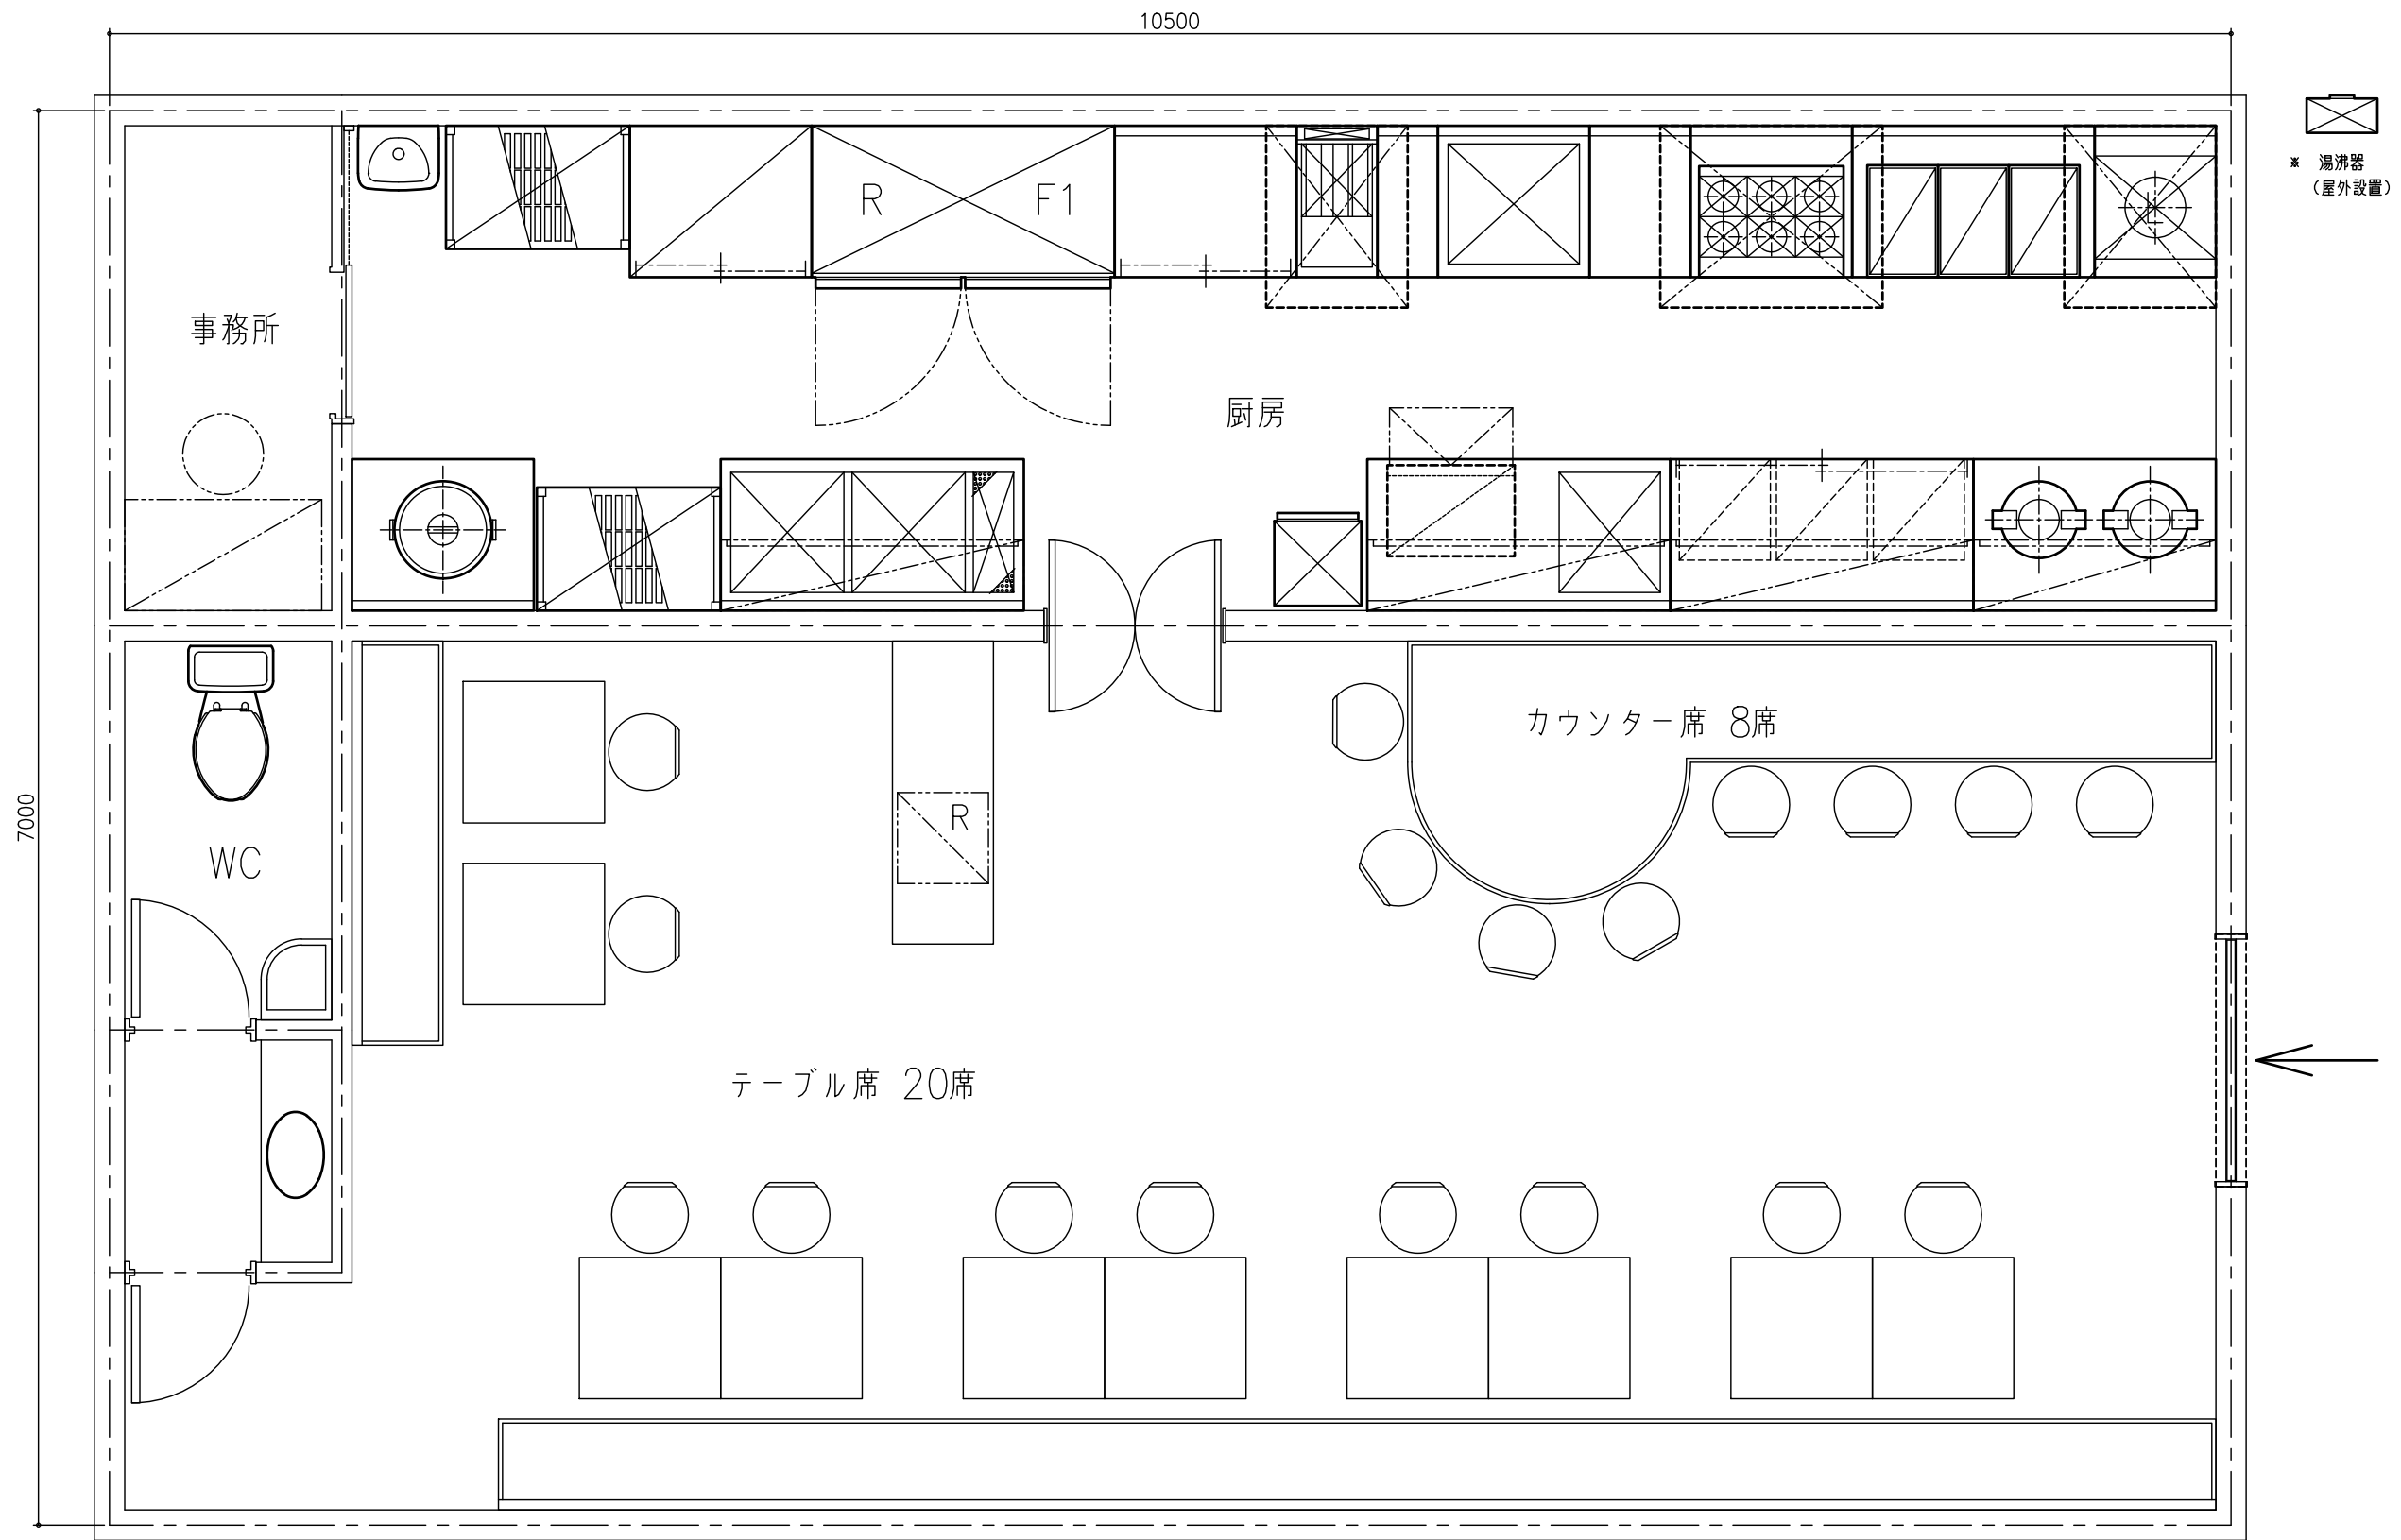 10500
※ 湯沸器
（屋外設置）
R
F1
事務所
厨房
カウンター席 8席
R
7000
WC
テーブル席 20席